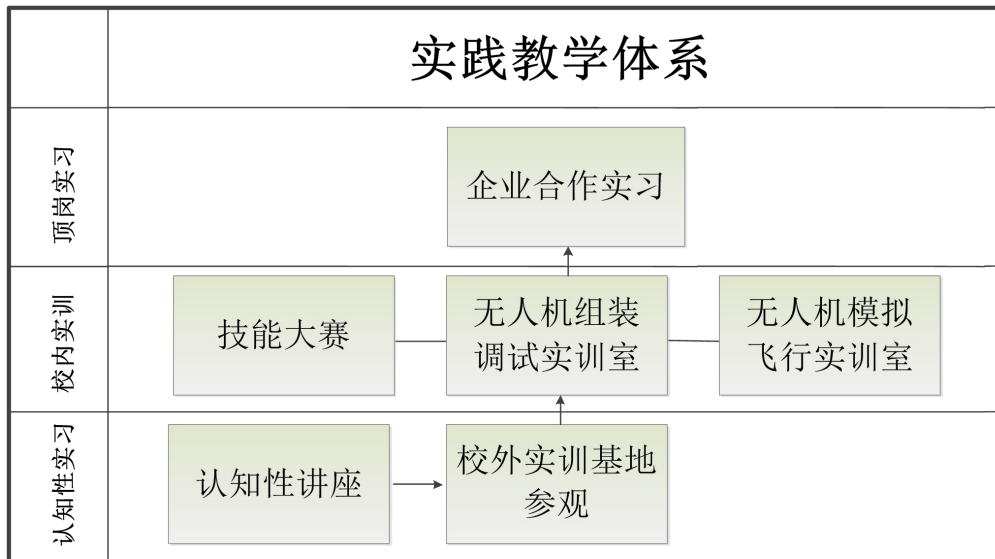 实践教学体系
顶岗实习
企业合作实习
校内实训
技能大赛
无人机组装
调试实训室
无人机模拟
飞行实训室
认知性实习
认知性讲座
校外实训基地
参观